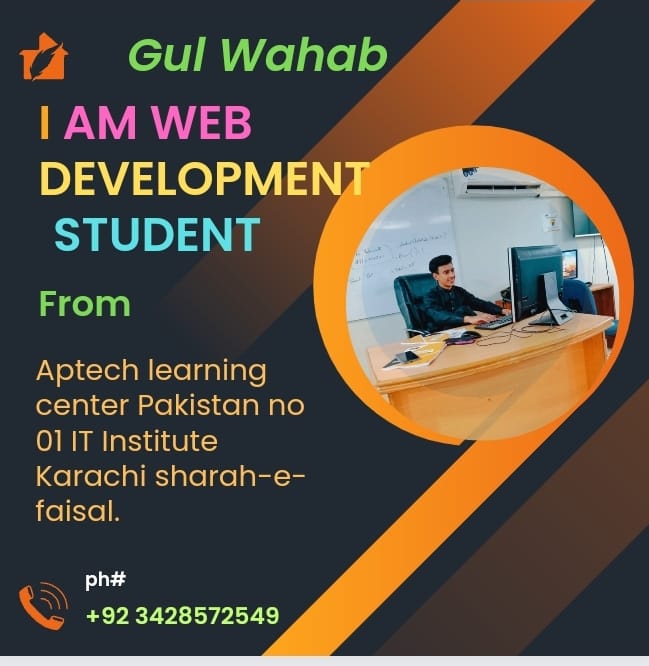 Gul Wahab
I AM WEB
DEVELOPMENT
STUDENT
From
Aptech learning
center Pakistan no
01 IT Institute
Karachi sharah-e-
faisal.
ph#
+92 3428572549